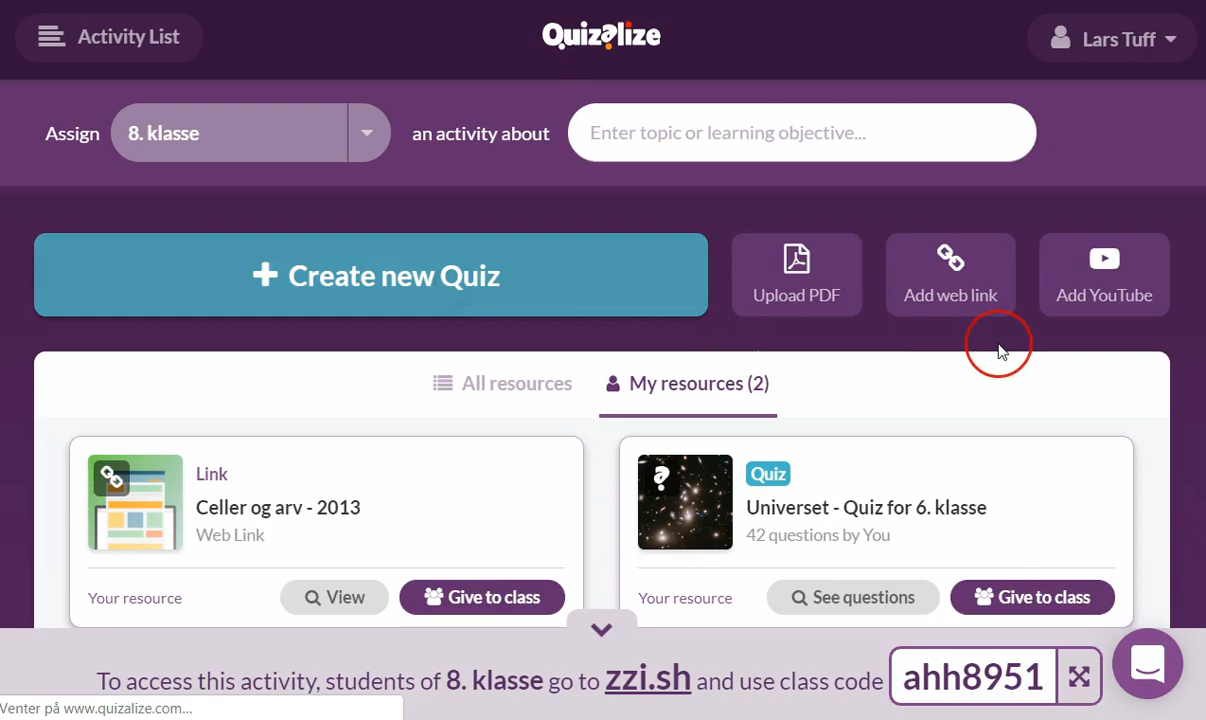 Activity List
Quizalize
Lars Tuff
Assign 8. klasse an activity about Enter topic or learning objective...
Create new Quiz
Upload PDF
Add web link
Add YouTube
All resources
My resources (2)
Link
Celler og arv - 2013
Web Link
Your resource View Give to class
Quiz
Universet - Quiz for 6. klasse
42 questions by You
Your resource See questions Give to class
To access this activity, students of 8. klasse go to zzi.sh and use class code ahh8951
Venter på www.quizalize.com...